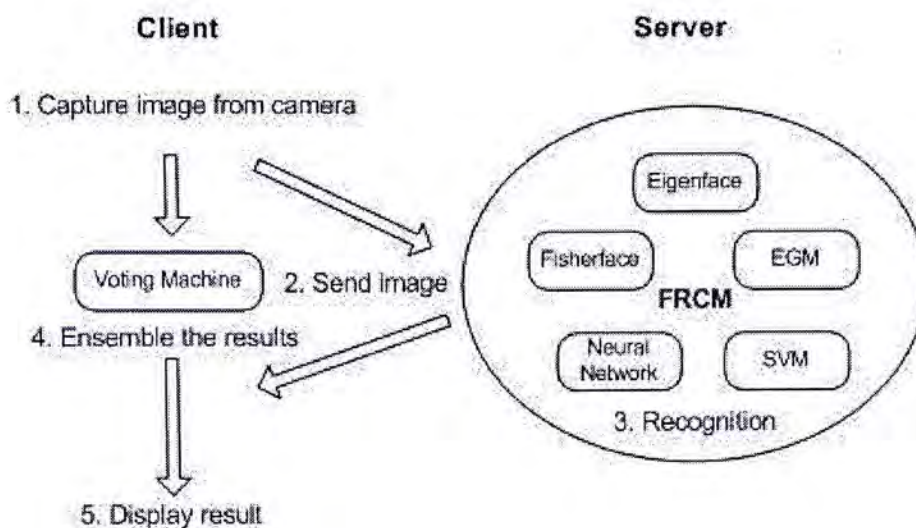 Client
Server
1. Capture image from camera
Eigenface
Fisherface
EGM
Voting Machine
2. Send image
FRCM
4. Ensemble the results
Neural
Network
SVM
3. Recognition
5. Display result